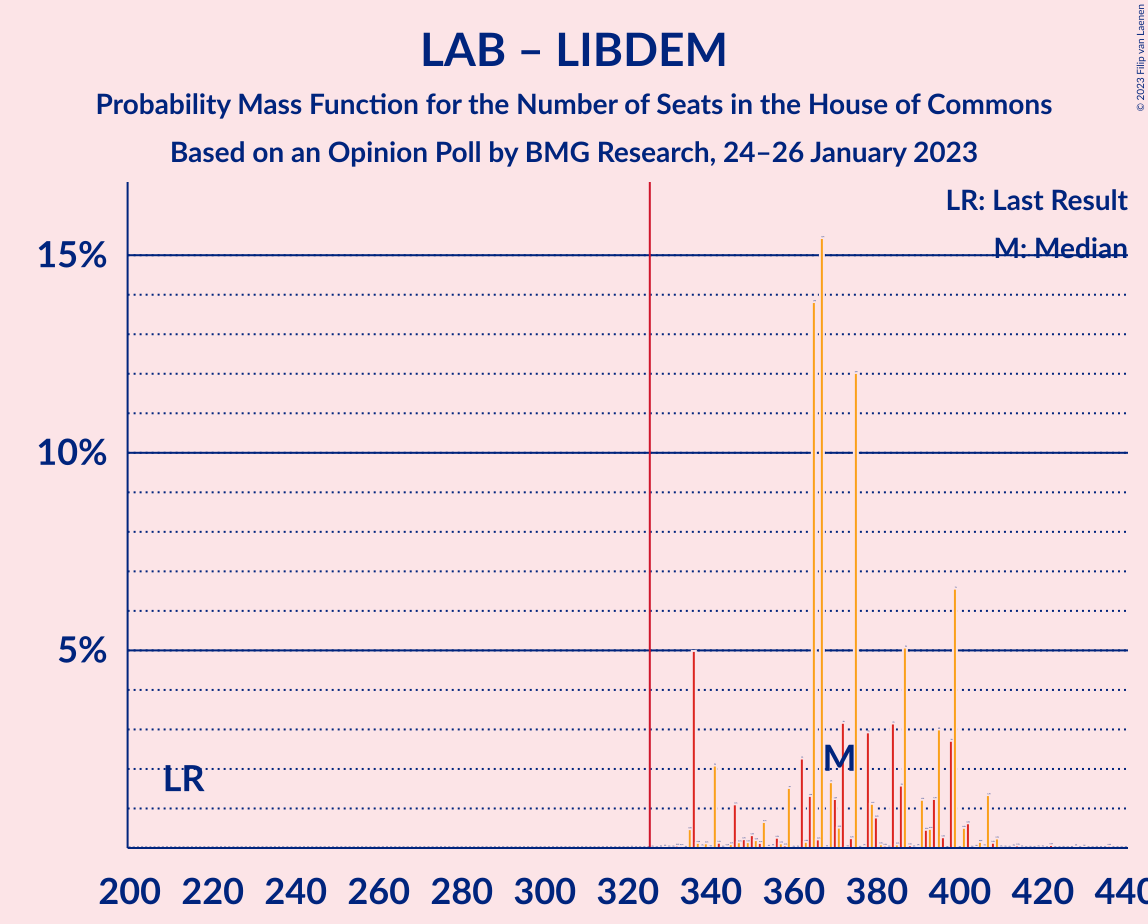 LAB – LIBDEM
Probability Mass Function for the Number of Seats in the House of Commons
Based on an Opinion Poll by BMG Research, 24–26 January 2023
© 2023 Filip van Laenen
LR: Last Result
M: Median
15%
10%
5%
LR
M
200 220 240 260 280 300 320 340 360 380 400 420 440